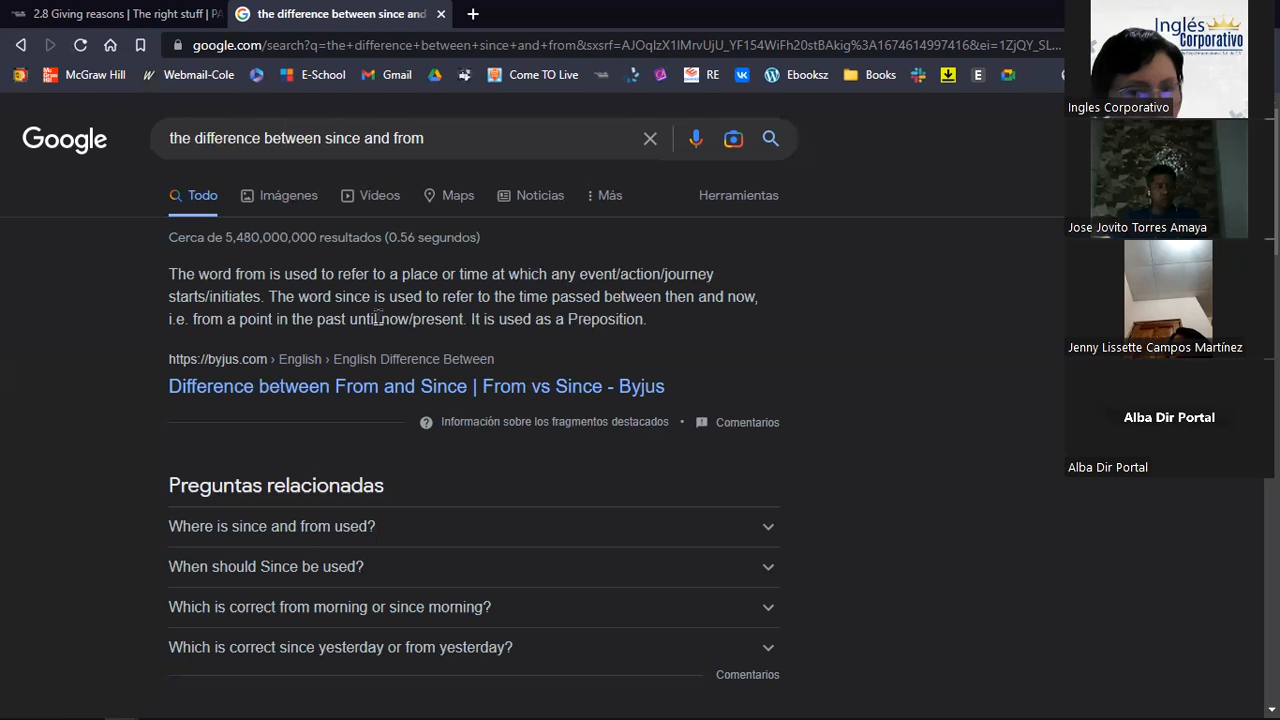 2.8 Giving reasons | The right stuff | PA
the difference between since and
google.com/search?q=the+difference+between+since+and+from&sxsrf=AJOqlzX1IMrvUjU_YF154WiFh20stBAkig%3A1674614997416&ei=1ZjQY_SL...
McGraw Hill
Webmail-Cole
E-School
Gmail
Come TO Live
RE
Ebooksz
Books
Inglés
Corporativo
Ingles Corporativo
Google
the difference between since and from
Todo
Imágenes
Videos
Maps
Noticias
Más
Herramientas
Jose Jovito Torres Amaya
Cerca de 5,480,000,000 resultados (0.56 segundos)
The word from is used to refer to a place or time at which any event/action/journey
starts/initiates. The word since is used to refer to the time passed between then and now,
i.e. from a point in the past until now/present. It is used as a Preposition.
Jenny Lissette Campos Martínez
https://byjus.com › English › English Difference Between
Difference between From and Since | From vs Since - Byjus
Información sobre los fragmentos destacados
Comentarios
Alba Dir Portal
Alba Dir Portal
Preguntas relacionadas
Where is since and from used?
When should Since be used?
Which is correct from morning or since morning?
Which is correct since yesterday or from yesterday?
Comentarios